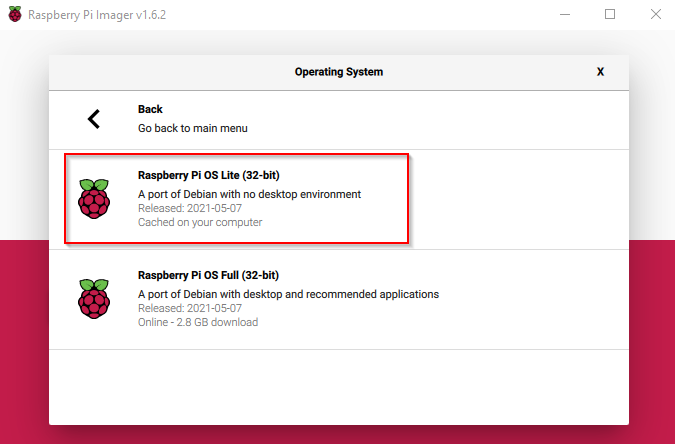 Raspberry Pi Imager v1.6.2
Operating System
X
Back
Go back to main menu
Raspberry Pi OS Lite (32-bit)
A port of Debian with no desktop environment
Released: 2021-05-07
Cached on your computer
Raspberry Pi OS Full (32-bit)
A port of Debian with desktop and recommended applications
Released: 2021-05-07
Online - 2.8 GB download